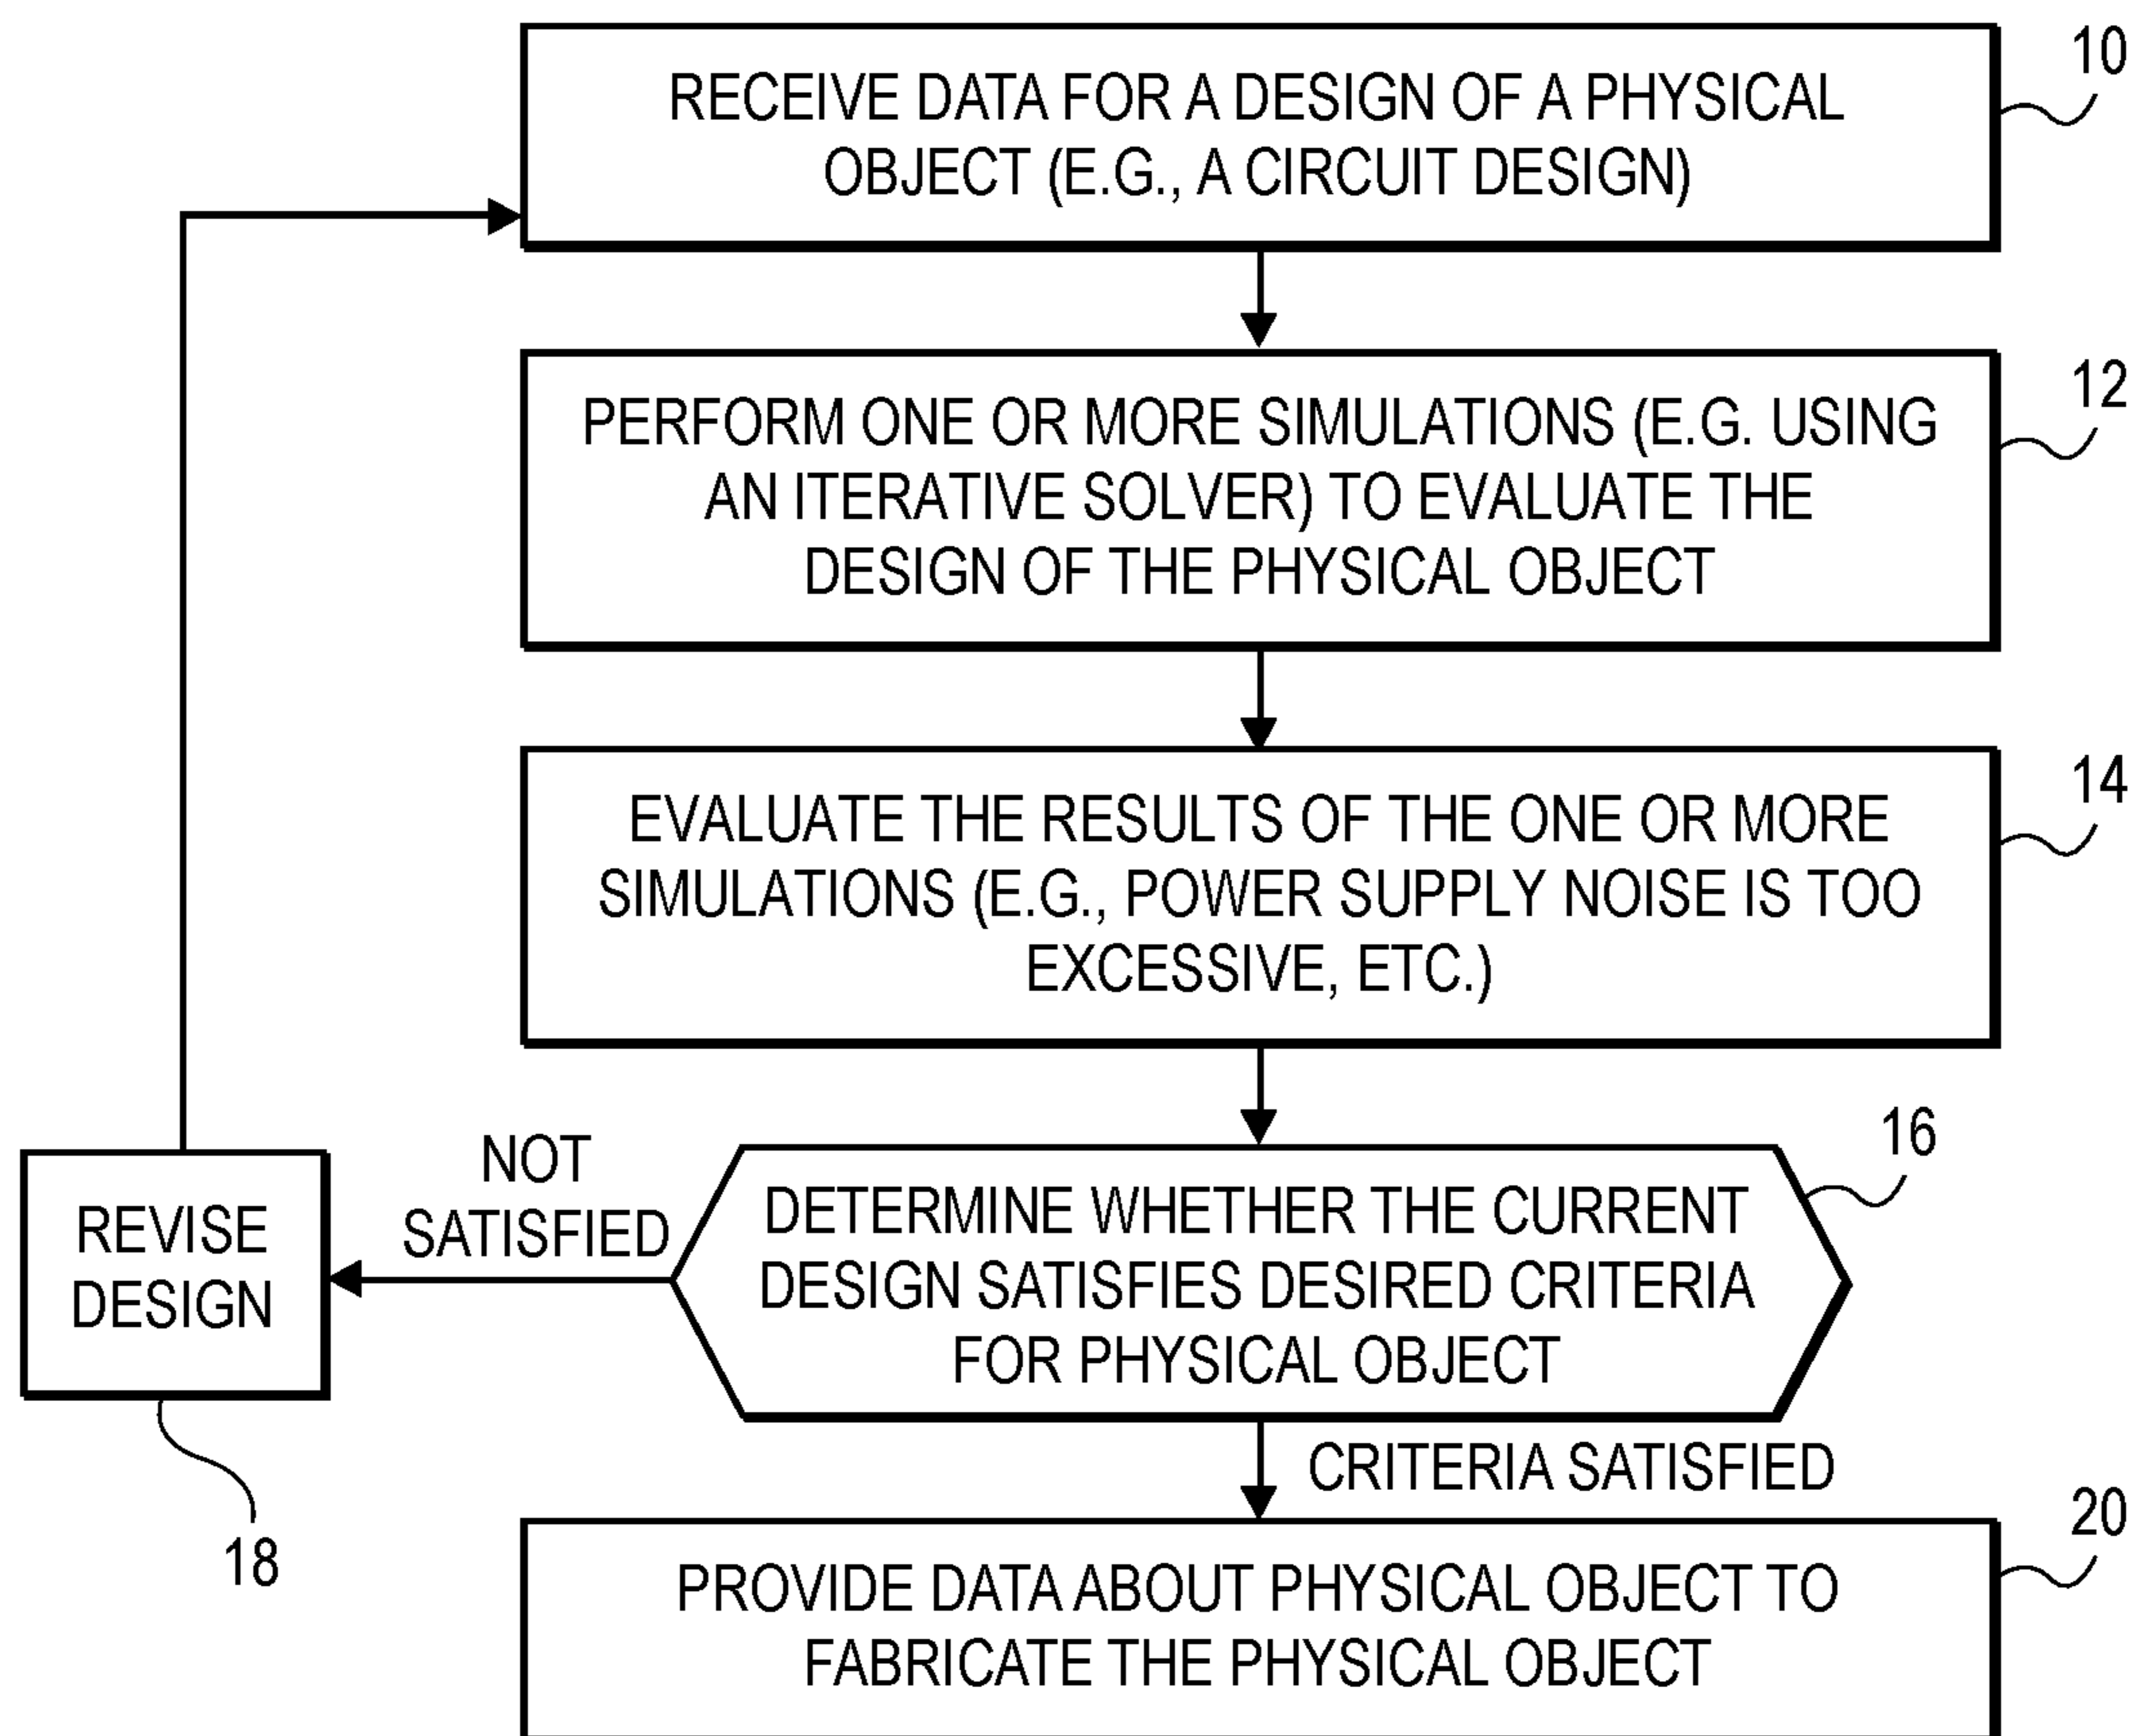 RECEIVE DATA FOR A DESIGN OF A PHYSICAL
OBJECT (E.G., A CIRCUIT DESIGN)
10
PERFORM ONE OR MORE SIMULATIONS (E.G. USING
AN ITERATIVE SOLVER) TO EVALUATE THE
DESIGN OF THE PHYSICAL OBJECT
12
EVALUATE THE RESULTS OF THE ONE OR MORE
SIMULATIONS (E.G., POWER SUPPLY NOISE IS TOO
EXCESSIVE, ETC.)
14
DETERMINE WHETHER THE CURRENT
DESIGN SATISFIES DESIRED CRITERIA
FOR PHYSICAL OBJECT
16
NOT
SATISFIED
REVISE
DESIGN
18
CRITERIA SATISFIED
PROVIDE DATA ABOUT PHYSICAL OBJECT TO
FABRICATE THE PHYSICAL OBJECT
20